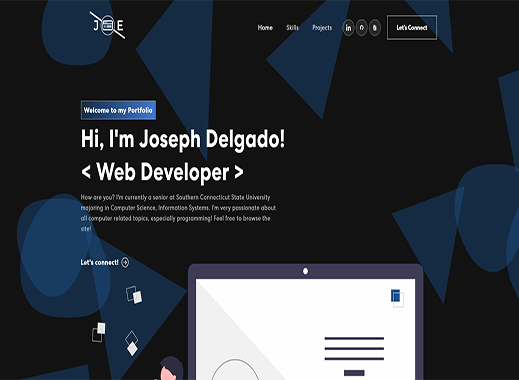 JOE
Home Skills Projects in Let's Connect
Welcome to my Portfolio
Hi, I'm Joseph Delgado!
< Web Developer >
How are you? I'm currently a senior at Southern Connecticut State University
majoring in Computer Science, Information Systems. I'm very passionate about
all computer related topics, especially programming! Feel free to browse the
site!
Let's connect!